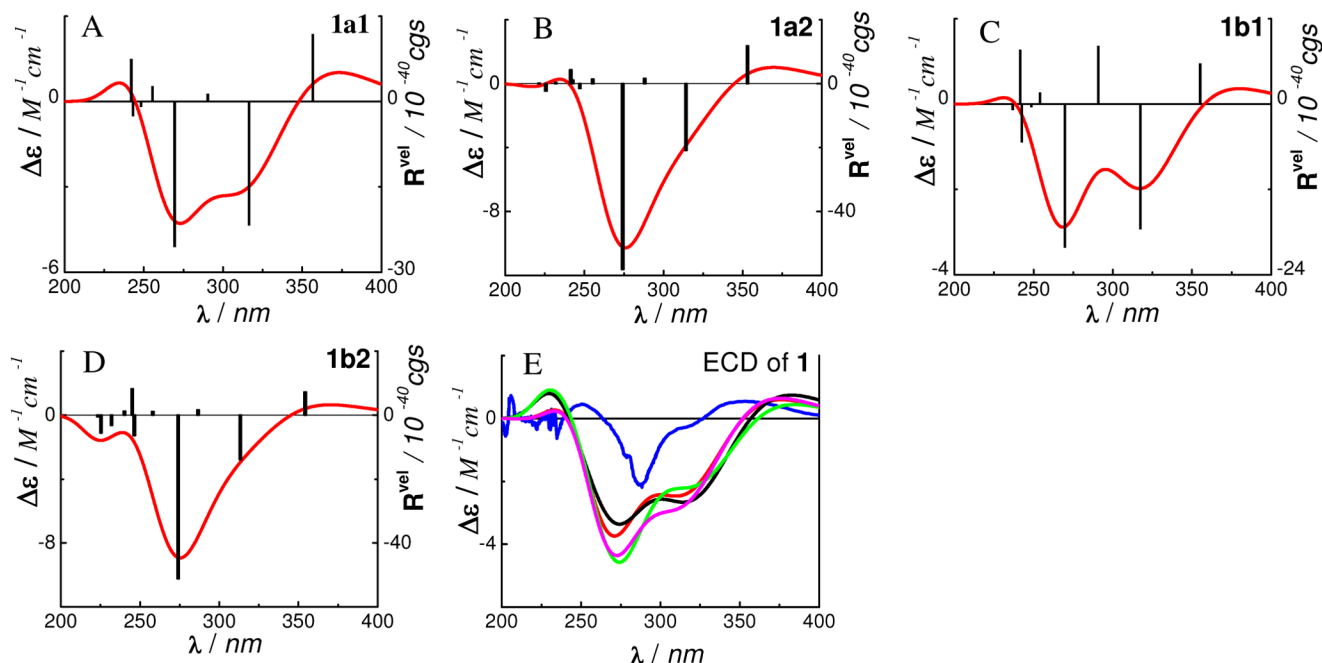 A 1a1
Δε / M⁻¹cm⁻¹
0
-3
-6
200 250 300 350 400
λ / nm
0
-30
R^vel / 10⁻⁴⁰cgs
B 1a2
Δε / M⁻¹cm⁻¹
0
-8
200 250 300 350 400
λ / nm
0
-40
R^vel / 10⁻⁴⁰cgs
C 1b1
Δε / M⁻¹cm⁻¹
0
-4
200 250 300 350 400
λ / nm
0
-24
R^vel / 10⁻⁴⁰cgs
D 1b2
Δε / M⁻¹cm⁻¹
0
-8
200 250 300 350 400
λ / nm
0
-40
R^vel / 10⁻⁴⁰cgs
E ECD of 1
Δε / M⁻¹cm⁻¹
0
-4
200 250 300 350 400
λ / nm